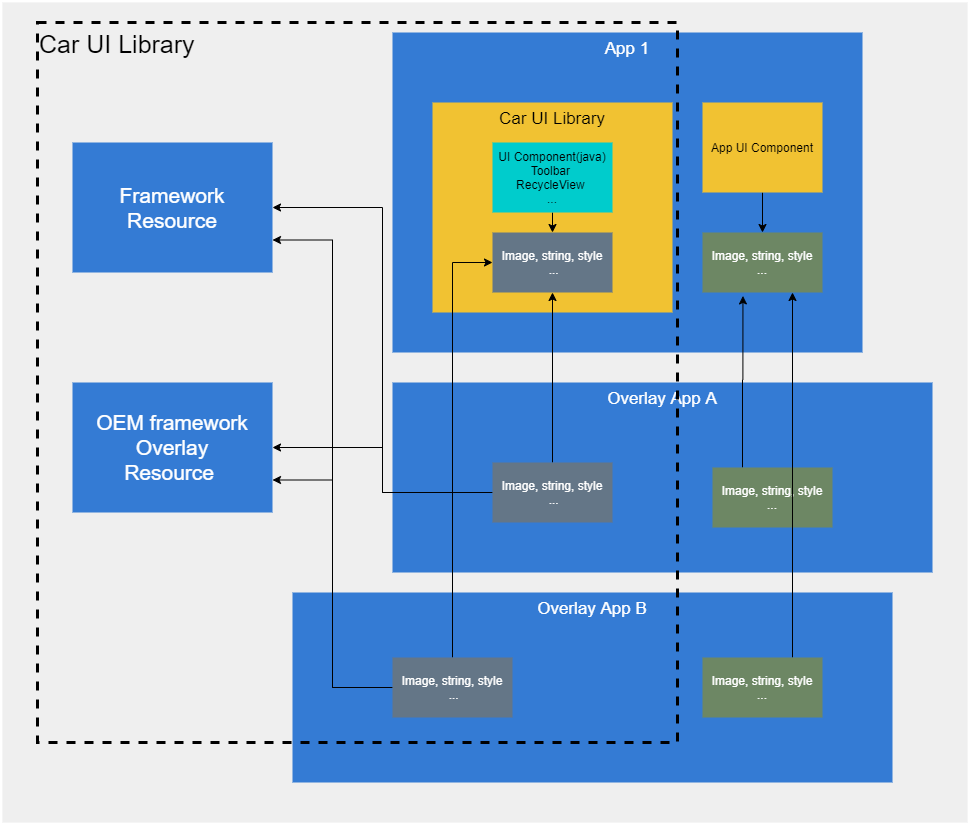 Car UI Library
App 1
Car UI Library
UI Component(java)
Toolbar
RecycleView
...
App UI Component
Image, string, style
...
Image, string, style
...
Framework
Resource
OEM framework
Overlay
Resource
Overlay App A
Image, string, style
...
Image, string, style
...
Overlay App B
Image, string, style
...
Image, string, style
...